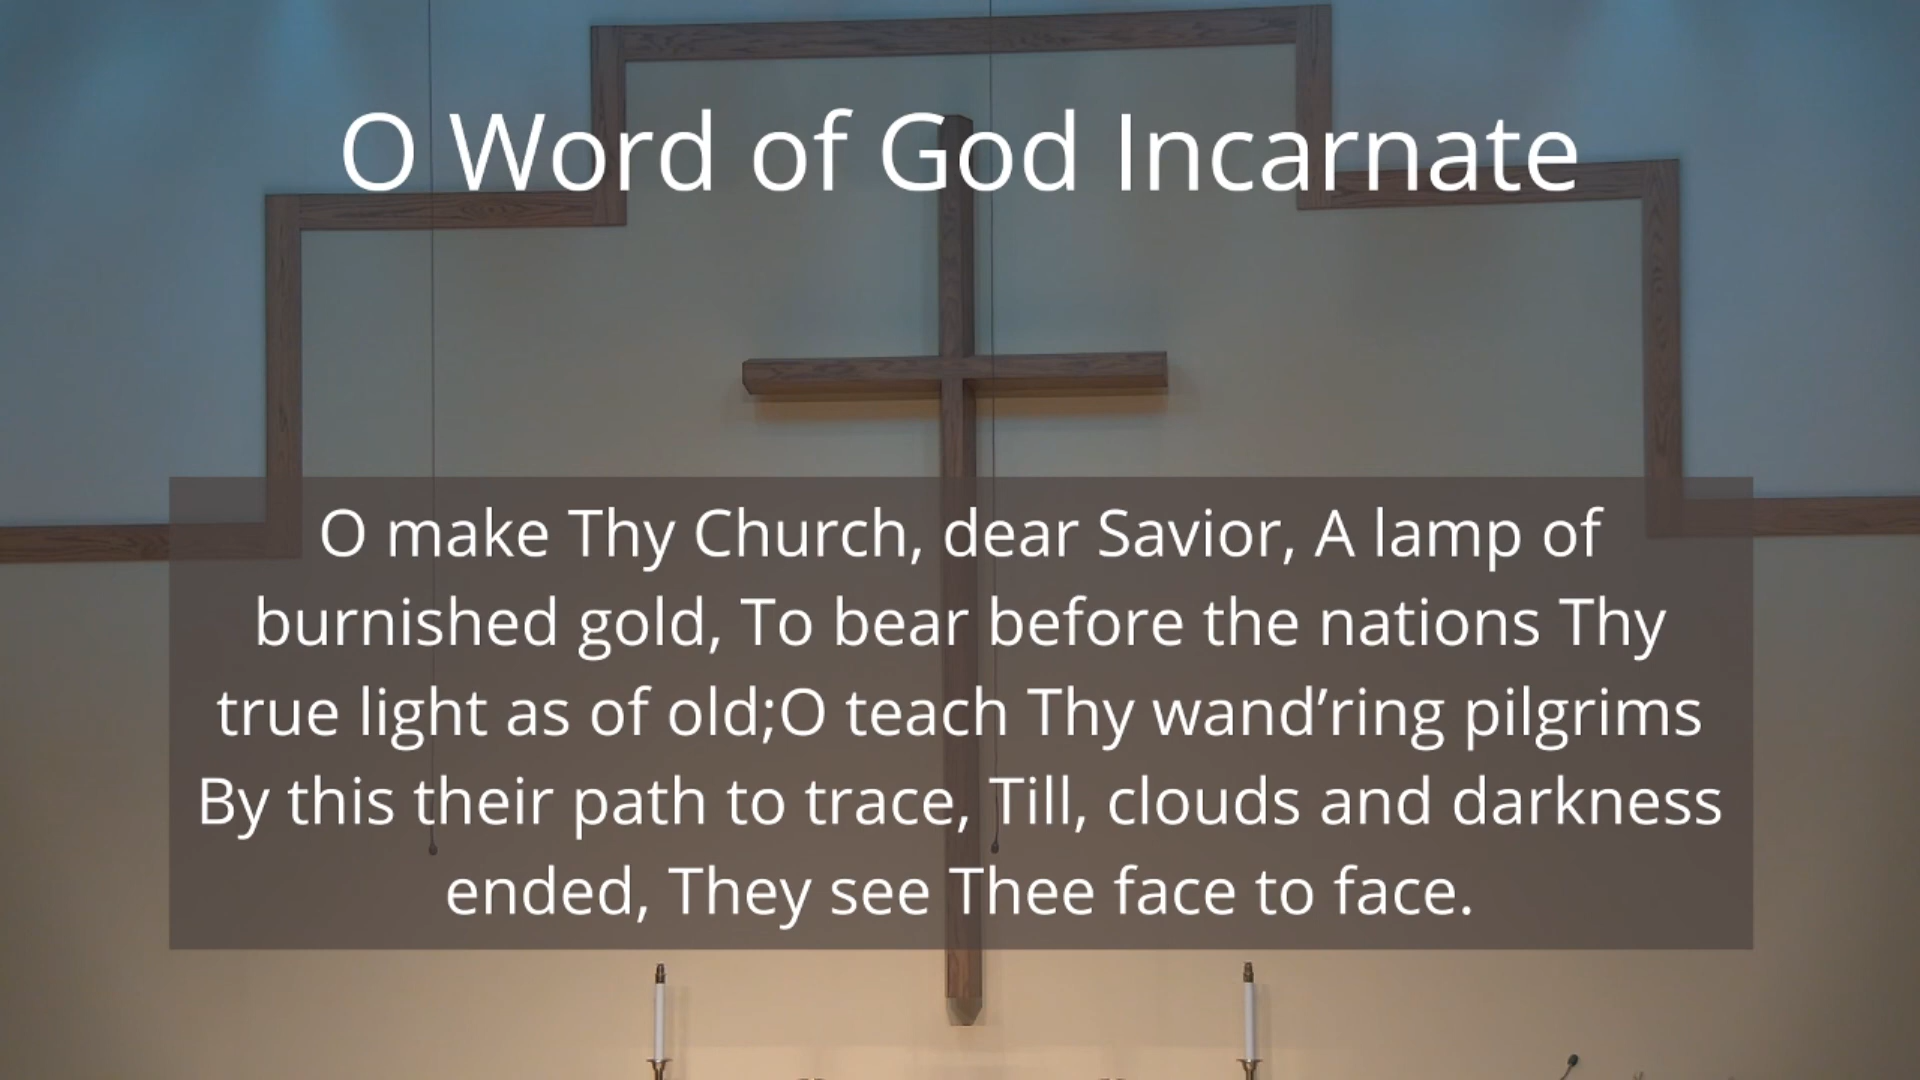 O Word of God Incarnate
O make Thy Church, dear Savior, A lamp of
burnished gold, To bear before the nations Thy
true light as of old;O teach Thy wand’ring pilgrims
By this their path to trace, Till, clouds and darkness
ended, They see Thee face to face.